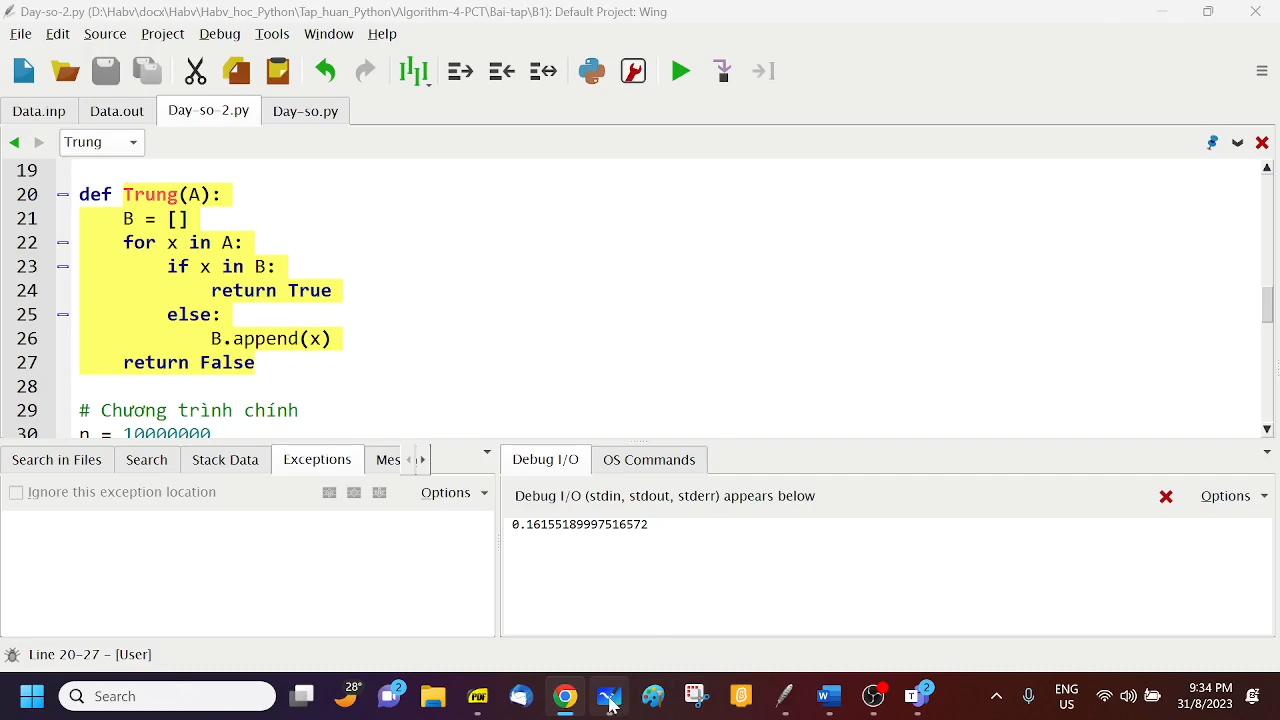 Day-so-2.py (D:\Habv\docx\Habv\Habv_hoc_Python\Tap_huan_Python\Algorithm-4-PCT\Bai-tap\B1): Default Project: Wing
File Edit Source Project Debug Tools Window Help
Data.inp Data.out Day-so-2.py Day-so.py
Trung
19
20 def Trung(A):
21 B = []
22 for x in A:
23 if x in B:
24 return True
25 else:
26 B.append(x)
27 return False
28
29 # Chương trình chính
30 n = 10000000
Search in Files Search Stack Data Exceptions Mes
Debug I/O OS Commands
Ignore this exception location Options
Debug I/O (stdin, stdout, stderr) appears below Options
0.16155189997516572
Line 20-27 - [User]
Search
28°
2
PDF
2
ENG
US
9:34 PM
31/8/2023